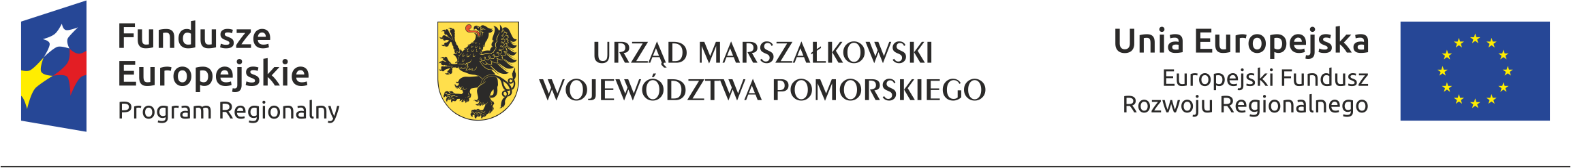 Fundusze
Europejskie
Program Regionalny
URZĄD MARSZAŁKOWSKI
WOJEWÓDZTWA POMORSKIEGO
Unia Europejska
Europejski Fundusz
Rozwoju Regionalnego